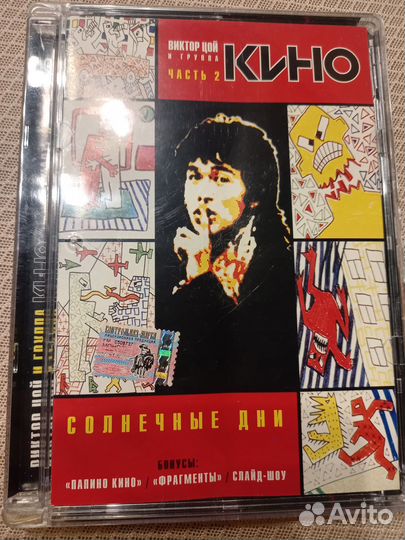 ВИКТОР ЦОЙ
И ГРУППА
КИНО
ЧАСТЬ 2
СОЛНЕЧНЫЕ ДНИ
БОНУСЫ:
«ПАПИНО КИНО» / «ФРАГМЕНТЫ» / СЛАЙД-ШОУ
ВИКТОР ЦОЙ И ГРУППА КИНО
Avito